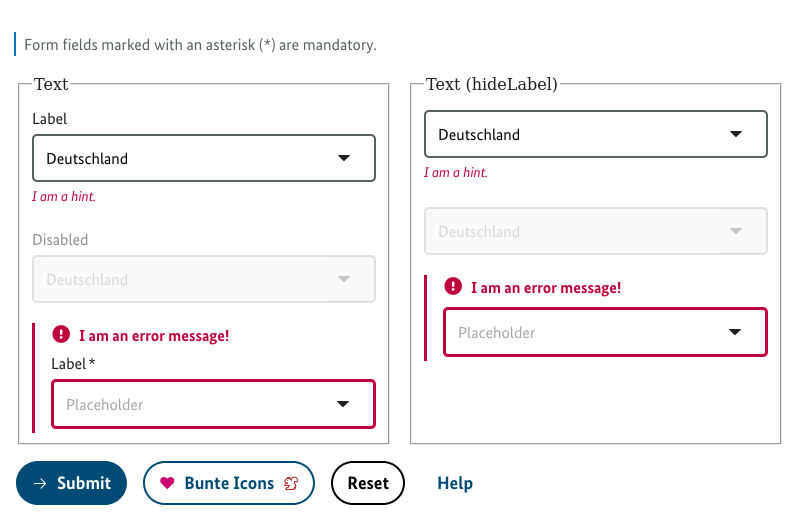 Form fields marked with an asterisk (*) are mandatory.
Text
Label
Deutschland
I am a hint.
Disabled
Deutschland
I am an error message!
Label *
Placeholder
Text (hideLabel)
Deutschland
I am a hint.
Deutschland
I am an error message!
Placeholder
Submit
Bunte Icons
Reset
Help